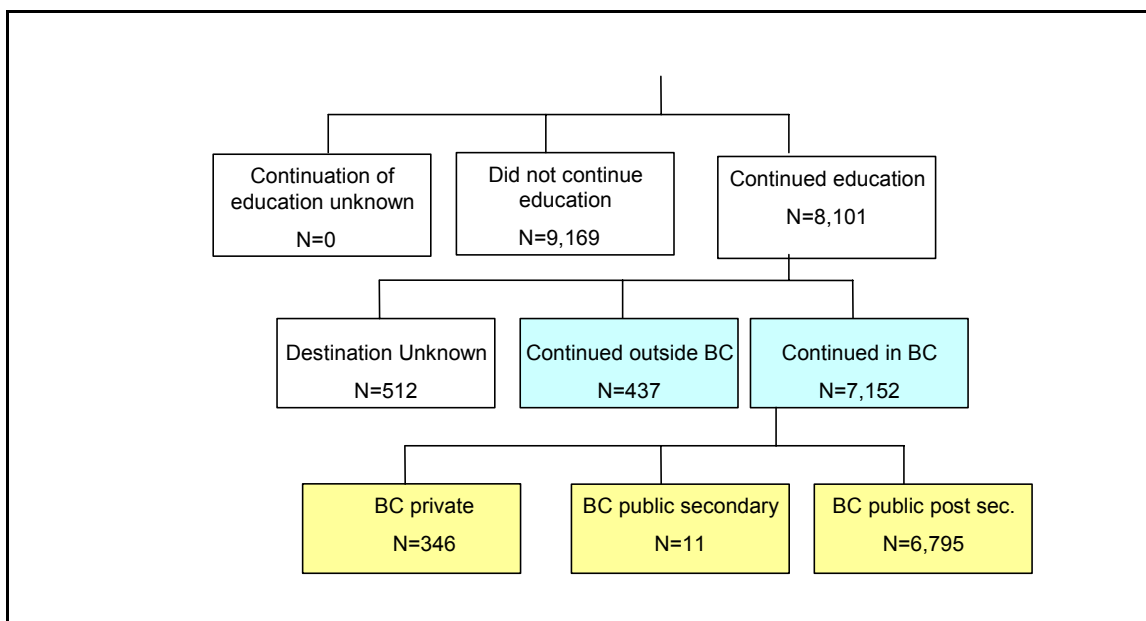 Continuation of
education unknown
N=0
Did not continue
education
N=9,169
Continued education
N=8,101
Destination Unknown
N=512
Continued outside BC
N=437
Continued in BC
N=7,152
BC private
N=346
BC public secondary
N=11
BC public post sec.
N=6,795